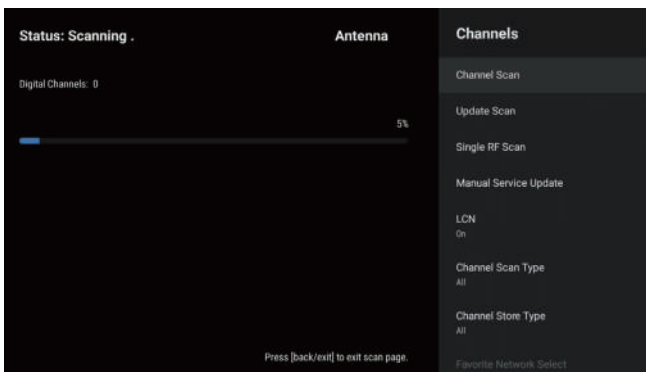 Status: Scanning .
Antenna
Digital Channels: 0
5%
Press [back/exit] to exit scan page.
Channels
Channel Scan
Update Scan
Single RF Scan
Manual Service Update
LCN
On
Channel Scan Type
All
Channel Store Type
All
Favorite Network Select